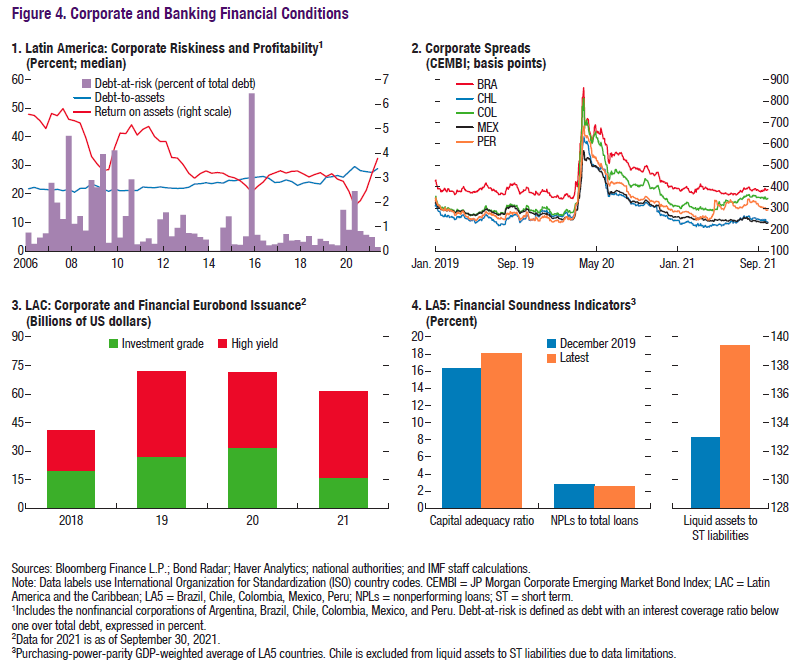 Figure 4. Corporate and Banking Financial Conditions
1. Latin America: Corporate Riskiness and Profitability¹
(Percent; median)
60
50
40
30
20
10
0
7
6
5
4
3
2
1
0
Debt-at-risk (percent of total debt)
Debt-to-assets
Return on assets (right scale)
2006 08 10 12 14 16 18 20
2. Corporate Spreads
(CEMBI; basis points)
BRA
CHL
COL
MEX
PER
900
800
700
600
500
400
300
200
100
Jan. 2019 Sep. 19 May 20 Jan. 21 Sep. 21
3. LAC: Corporate and Financial Eurobond Issuance²
(Billions of US dollars)
90
75
60
45
30
15
0
Investment grade High yield
2018 19 20 21
4. LA5: Financial Soundness Indicators³
(Percent)
20
18
16
14
12
10
8
6
4
2
0
December 2019
Latest
140
138
136
134
132
130
128
Capital adequacy ratio NPLs to total loans Liquid assets to
ST liabilities
Sources: Bloomberg Finance L.P.; Bond Radar; Haver Analytics; national authorities; and IMF staff calculations.
Note: Data labels use International Organization for Standardization (ISO) country codes. CEMBI = JP Morgan Corporate Emerging Market Bond Index; LAC = Latin
America and the Caribbean; LA5 = Brazil, Chile, Colombia, Mexico, Peru; NPLs = nonperforming loans; ST = short term.
¹Includes the nonfinancial corporations of Argentina, Brazil, Chile, Colombia, Mexico, and Peru. Debt-at-risk is defined as debt with an interest coverage ratio below
one over total debt, expressed in percent.
²Data for 2021 is as of September 30, 2021.
³Purchasing-power-parity GDP-weighted average of LA5 countries. Chile is excluded from liquid assets to ST liabilities due to data limitations.